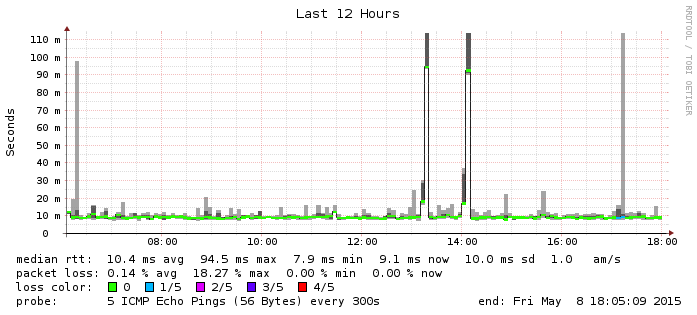 Last 12 Hours
RRDTOOL / TOBI OETIKER
Seconds
110 m
100 m
90 m
80 m
70 m
60 m
50 m
40 m
30 m
20 m
10 m
0
08:00 10:00 12:00 14:00 16:00 18:00
median rtt: 10.4 ms avg 94.5 ms max 7.9 ms min 9.1 ms now 10.0 ms sd 1.0 am/s
packet loss: 0.14 % avg 18.27 % max 0.00 % min 0.00 % now
loss color: 0 1/5 2/5 3/5 4/5
probe: 5 ICMP Echo Pings (56 Bytes) every 300s end: Fri May 8 18:05:09 2015